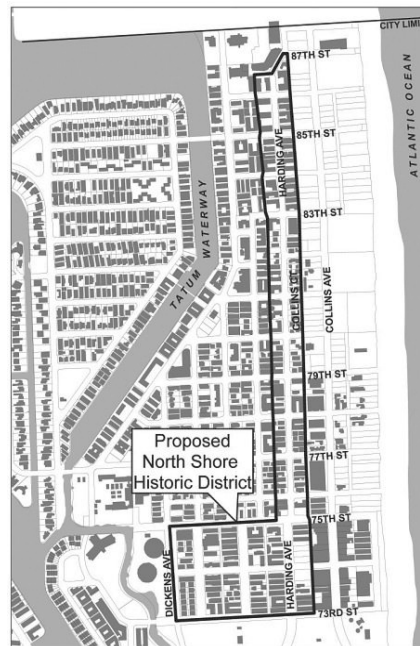 CITY LIMI
87TH ST
ATLANTIC OCEAN
85TH ST
HARDING AVE
83TH ST
TATUM WATERWAY
COLLINS CT
COLLINS AVE
79TH ST
77TH ST
Proposed
North Shore
Historic District
75TH ST
DICKENS AVE
HARDING AVE
73RD ST